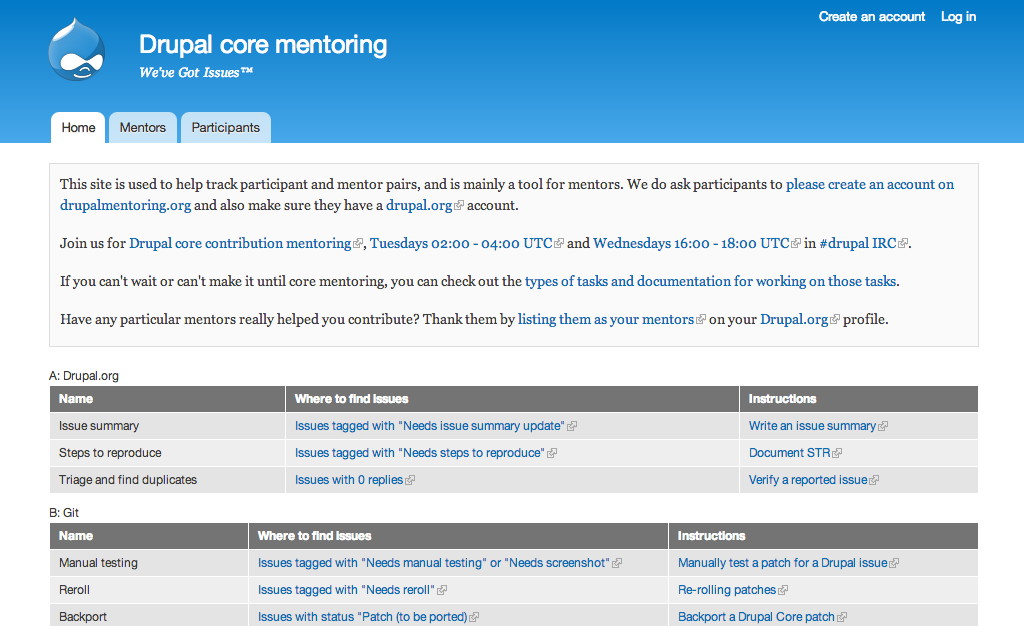 Create an account Log in
Drupal core mentoring
We've Got Issues™
Home Mentors Participants
This site is used to help track participant and mentor pairs, and is mainly a tool for mentors. We do ask participants to please create an account on
drupalmentoring.org and also make sure they have a drupal.org account.
Join us for Drupal core contribution mentoring, Tuesdays 02:00 - 04:00 UTC and Wednesdays 16:00 - 18:00 UTC in #drupal IRC.
If you can't wait or can't make it until core mentoring, you can check out the types of tasks and documentation for working on those tasks.
Have any particular mentors really helped you contribute? Thank them by listing them as your mentors on your Drupal.org profile.
A: Drupal.org
Name Where to find issues Instructions
Issue summary Issues tagged with "Needs issue summary update" Write an issue summary
Steps to reproduce Issues tagged with "Needs steps to reproduce" Document STR
Triage and find duplicates Issues with 0 replies Verify a reported issue
B: Git
Name Where to find issues Instructions
Manual testing Issues tagged with "Needs manual testing" or "Needs screenshot" Manually test a patch for a Drupal issue
Reroll Issues tagged with "Needs reroll" Re-rolling patches
Backport Issues with status "Patch (to be ported) Backport a Drupal Core patch